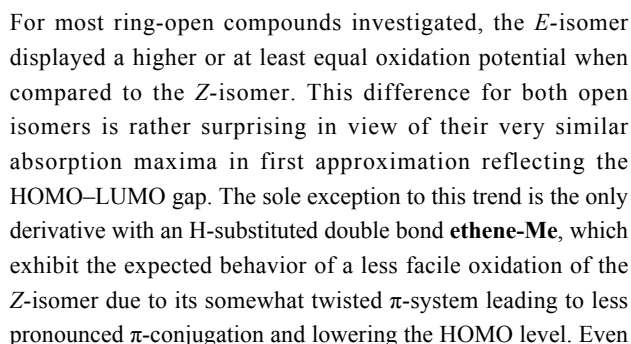 For most ring-open compounds investigated, the E-isomer
displayed a higher or at least equal oxidation potential when
compared to the Z-isomer. This difference for both open
isomers is rather surprising in view of their very similar
absorption maxima in first approximation reflecting the
HOMO–LUMO gap. The sole exception to this trend is the only
derivative with an H-substituted double bond ethene-Me, which
exhibit the expected behavior of a less facile oxidation of the
Z-isomer due to its somewhat twisted π-system leading to less
pronounced π-conjugation and lowering the HOMO level. Even